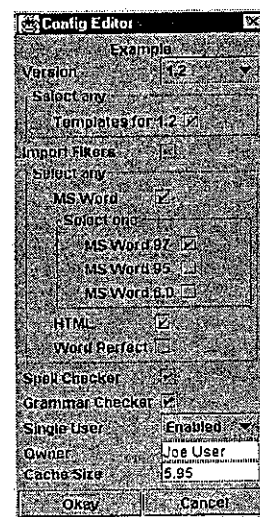 Config Editor
Example
Version 1.2
Select any
Templates for 1.2
Import Filters
Select any
MS Word
Select one
MS Word 97
MS Word 95
MS Word 6.0
HTML
Word Perfect
Spell Checker
Grammar Checker
Single User Enabled
Owner Joe User
Cache Size 5.95
Okay Cancel